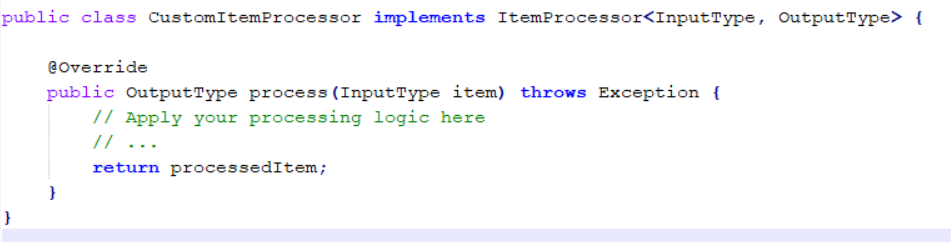 public class CustomItemProcessor implements ItemProcessor<InputType, OutputType> {
@Override
public OutputType process(InputType item) throws Exception {
// Apply your processing logic here
// ...
return processedItem;
}
}